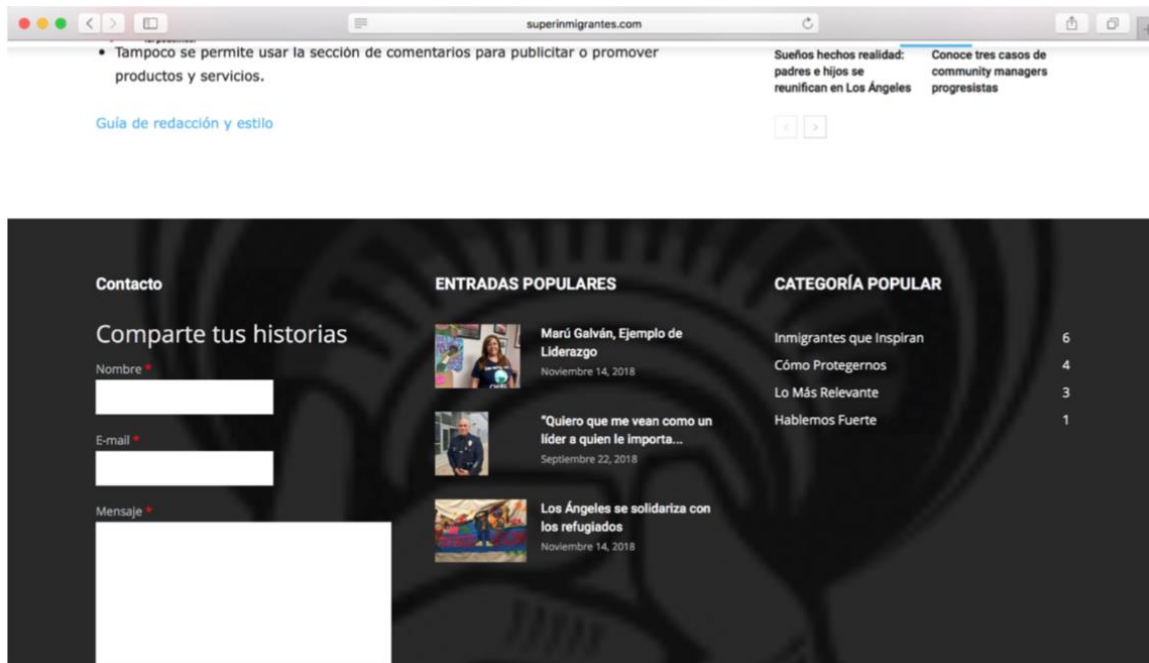 superinmigrantes.com
• Tampoco se permite usar la sección de comentarios para publicitar o promover
productos y servicios.
Guía de redacción y estilo
Sueños hechos realidad:
padres e hijos se
reunifican en Los Ángeles
Conoce tres casos de
community managers
progresistas
Contacto
Comparte tus historias
Nombre *
E-mail *
Mensaje *
ENTRADAS POPULARES
Marú Galván, Ejemplo de
Liderazgo
Noviembre 14, 2018
“Quiero que me vean como un
líder a quien le importa...
Septiembre 22, 2018
Los Ángeles se solidariza con
los refugiados
Noviembre 14, 2018
CATEGORÍA POPULAR
Inmigrantes que Inspiran 6
Cómo Protegernos 4
Lo Más Relevante 3
Hablemos Fuerte 1